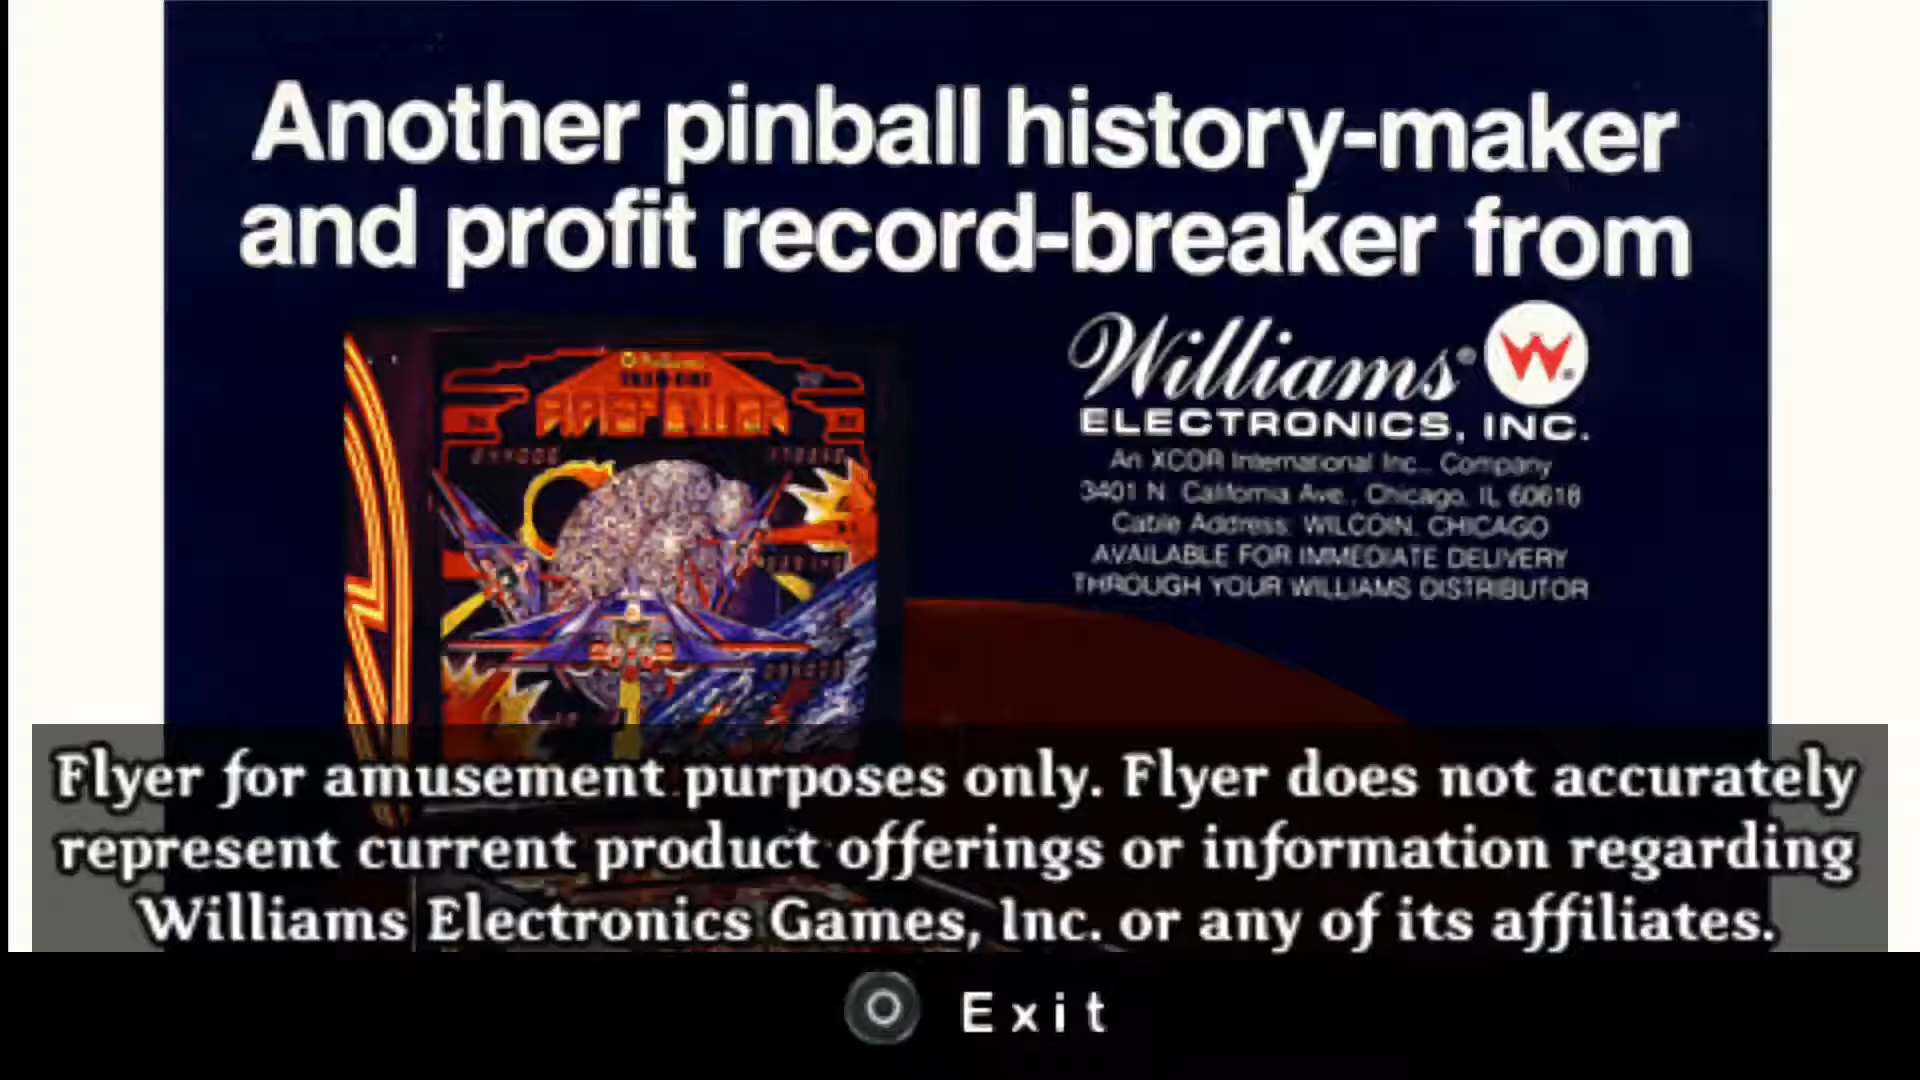 Another pinball history-maker
and profit record-breaker from
Williams®
ELECTRONICS, INC.
An XCOR International Inc., Company
3401 N. California Ave., Chicago, IL 60618
Cable Address: WILCOIN, CHICAGO
AVAILABLE FOR IMMEDIATE DELIVERY
THROUGH YOUR WILLIAMS DISTRIBUTOR
Flyer for amusement purposes only. Flyer does not accurately
represent current product offerings or information regarding
Williams Electronics Games, Inc. or any of its affiliates.
Exit